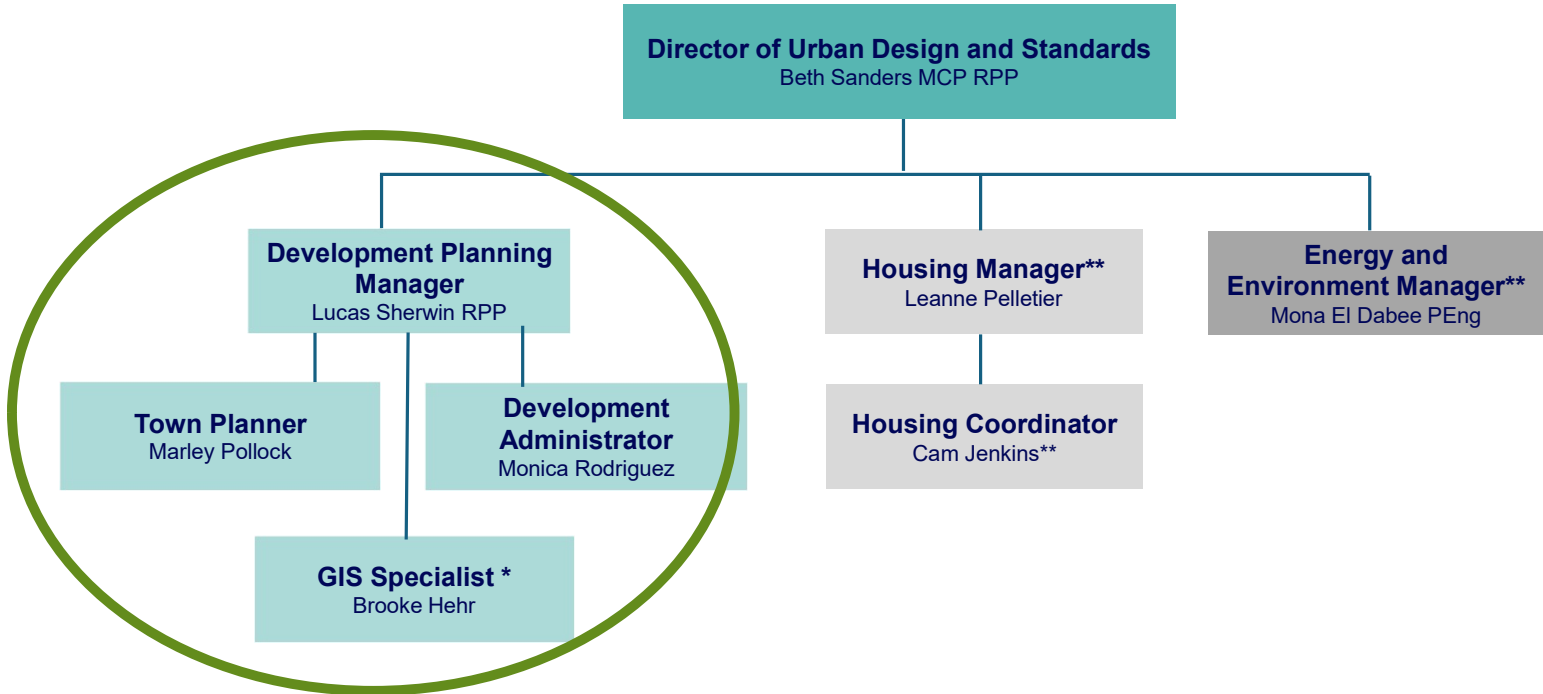 Director of Urban Design and Standards
Beth Sanders MCP RPP
Development Planning
Manager
Lucas Sherwin RPP
Housing Manager**
Leanne Pelletier
Energy and
Environment Manager**
Mona El Dabee PEng
Town Planner
Marley Pollock
Development
Administrator
Monica Rodriguez
Housing Coordinator
Cam Jenkins**
GIS Specialist *
Brooke Hehr